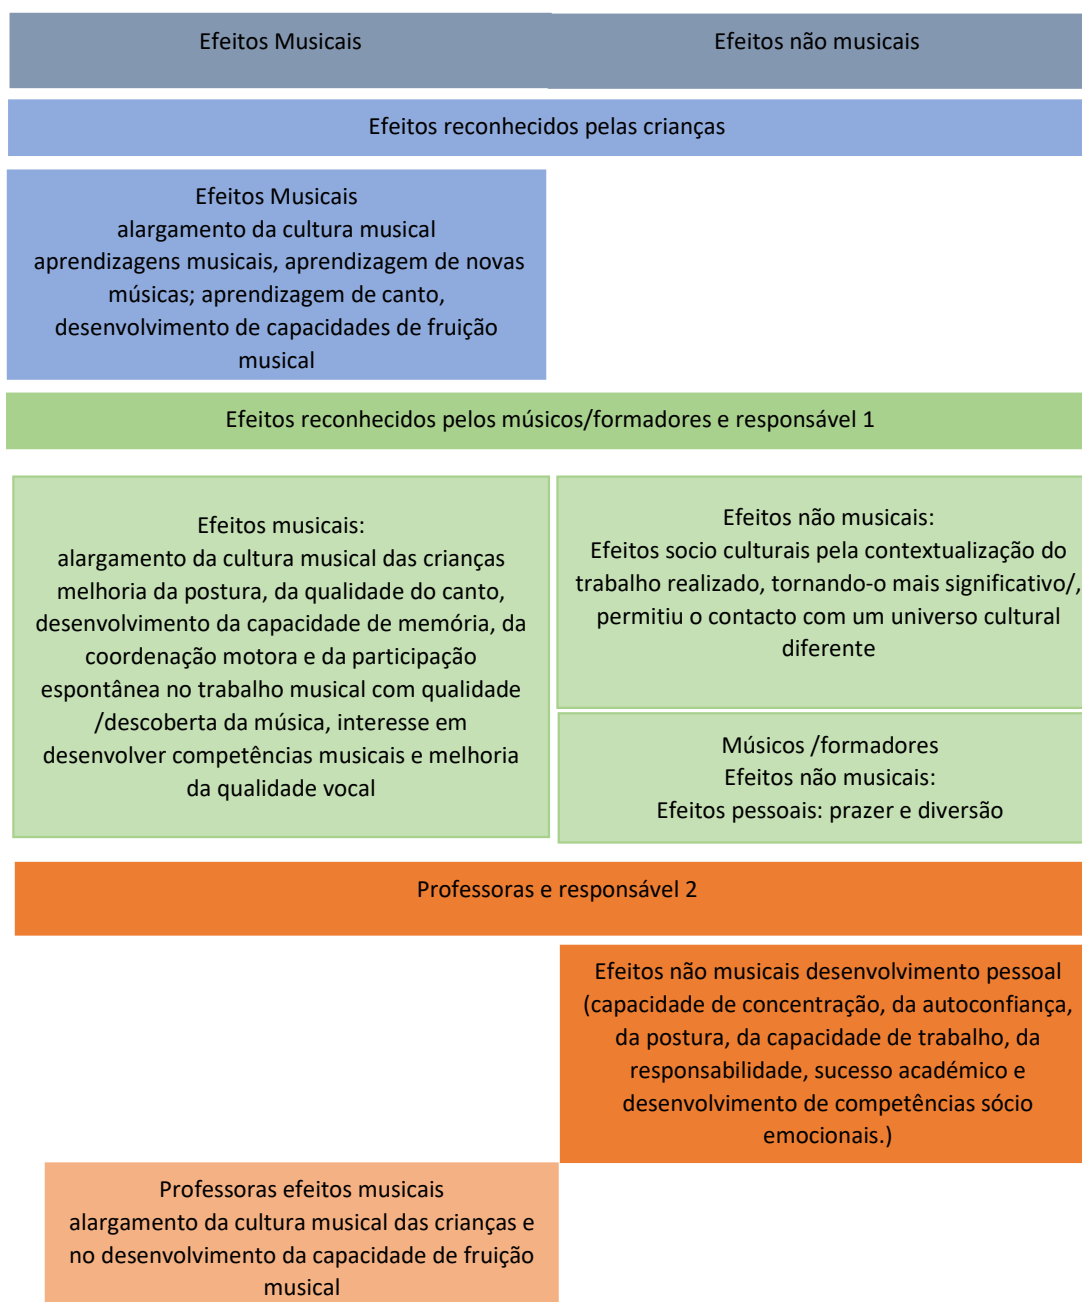 Efeitos Musicais
Efeitos não musicais
Efeitos reconhecidos pelas crianças
Efeitos Musicais
alargamento da cultura musical
aprendizagens musicais, aprendizagem de novas
músicas; aprendizagem de canto,
desenvolvimento de capacidades de fruição
musical
Efeitos reconhecidos pelos músicos/formadores e responsável 1
Efeitos musicais:
alargamento da cultura musical das crianças
melhoria da postura, da qualidade do canto,
desenvolvimento da capacidade de memória, da
coordenação motora e da participação
espontânea no trabalho musical com qualidade
/descoberta da música, interesse em
desenvolver competências musicais e melhoria
da qualidade vocal
Efeitos não musicais:
Efeitos socio culturais pela contextualização do
trabalho realizado, tornando-o mais significativo/,
permitiu o contacto com um universo cultural
diferente
Músicos /formadores
Efeitos não musicais:
Efeitos pessoais: prazer e diversão
Professoras e responsável 2
Efeitos não musicais desenvolvimento pessoal
(capacidade de concentração, da autoconfiança,
da postura, da capacidade de trabalho, da
responsabilidade, sucesso académico e
desenvolvimento de competências sócio
emocionais.)
Professoras efeitos musicais
alargamento da cultura musical das crianças e
no desenvolvimento da capacidade de fruição
musical